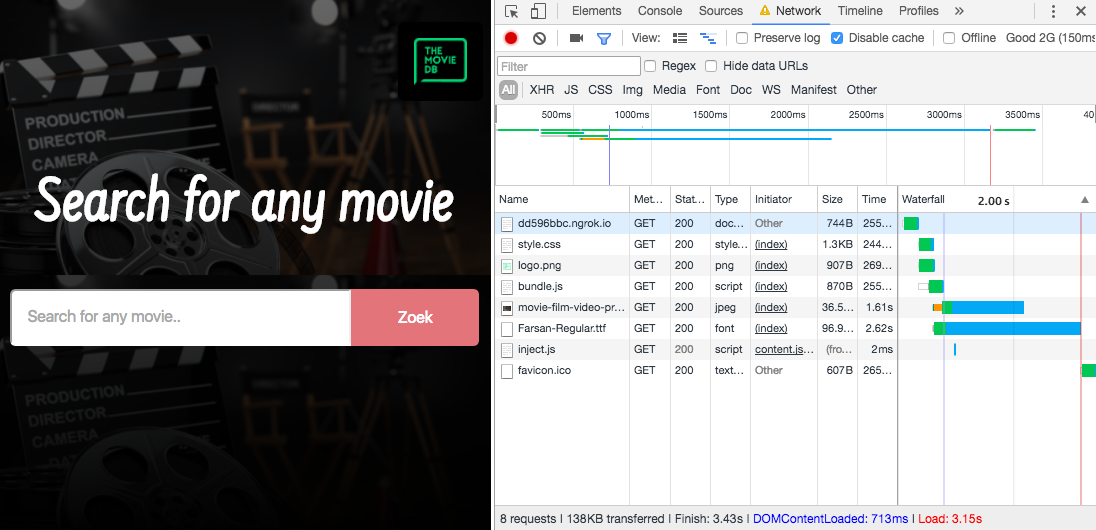 THE
MOVIE
DB
PRODUCTION
DIRECTOR
CAMERA
DIRECTOR
Search for any movie
Search for any movie..
Zoek
DIRECTOR
CAMERA
Elements Console Sources Network Timeline Profiles »
View: Preserve log Disable cache Offline Good 2G (150ms
Filter Regex Hide data URLs
All XHR JS CSS Img Media Font Doc WS Manifest Other
500ms 1000ms 1500ms 2000ms 2500ms 3000ms 3500ms 40
Name Met... Stat... Type Initiator Size Time Waterfall 2.00 s
dd596bbc.ngrok.io GET 200 doc... Other 744 B 255...
style.css GET 200 style... (index) 1.3KB 244...
logo.png GET 200 png (index) 907 B 269...
bundle.js GET 200 script (index) 870 B 255...
movie-film-video-pr... GET 200 jpeg (index) 36.5... 1.61s
Farsan-Regular.ttf GET 200 font (index) 96.9... 2.62s
inject.js GET 200 script content.js... (fro... 2 ms
favicon.ico GET 200 text... Other 607 B 265...
8 requests | 138KB transferred | Finish: 3.43s | DOMContentLoaded: 713ms | Load: 3.15s